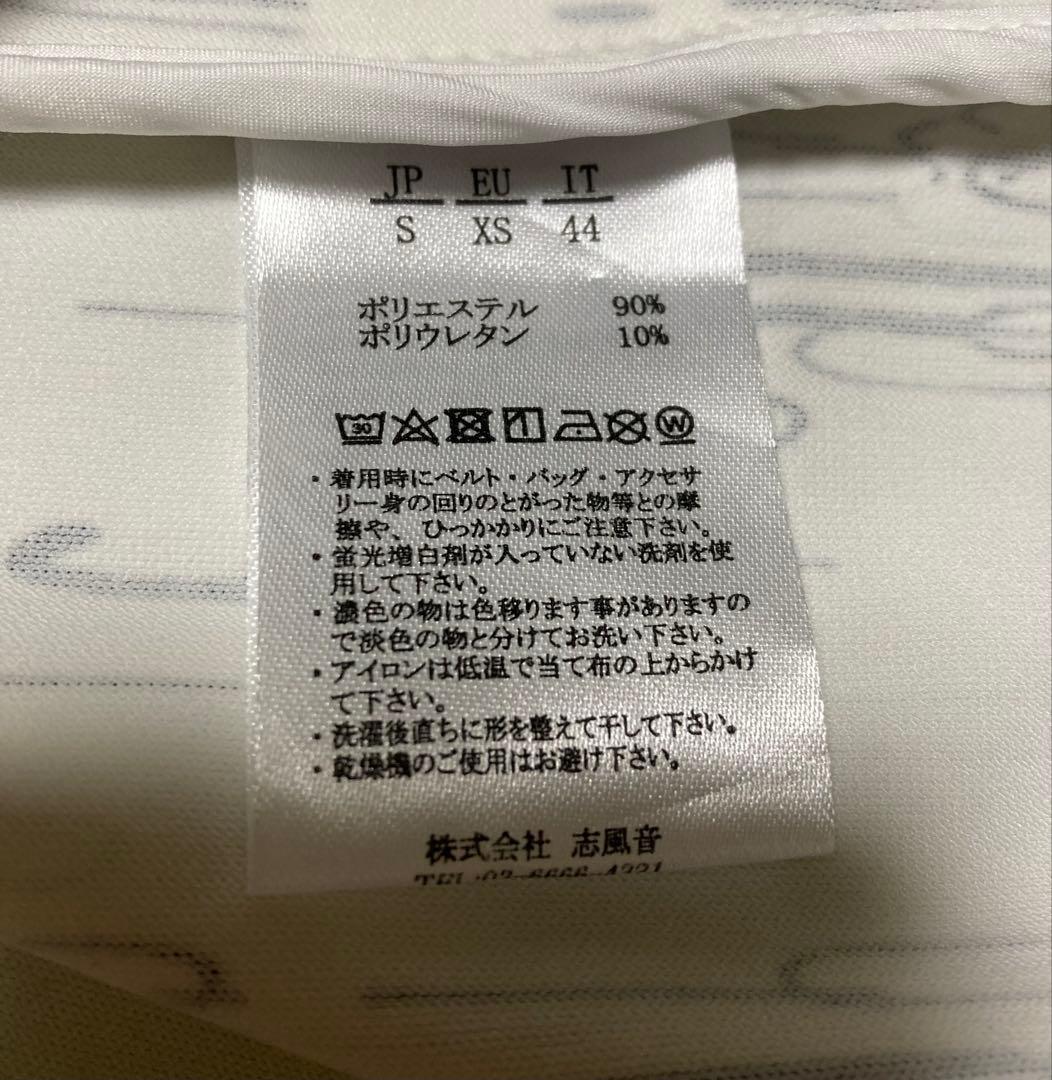 JP EU IT
S XS 44
ポリエステル 90%
ポリウレタン 10%
30 W
・着用時にベルト・バッグ・アクセサ
リー身の回りのとがった物等との摩
擦や、ひっかかりにご注意下さい。
・蛍光増白剤が入っていない洗剤を使
用して下さい。
・濃色の物は色移ります事がありますの
で淡色の物と分けてお洗い下さい。
・アイロンは低温で当て布の上からかけ
て下さい。
・洗濯後直ちに形を整えて干して下さい。
・乾燥機のご使用はお避け下さい。
株式会社 志風音